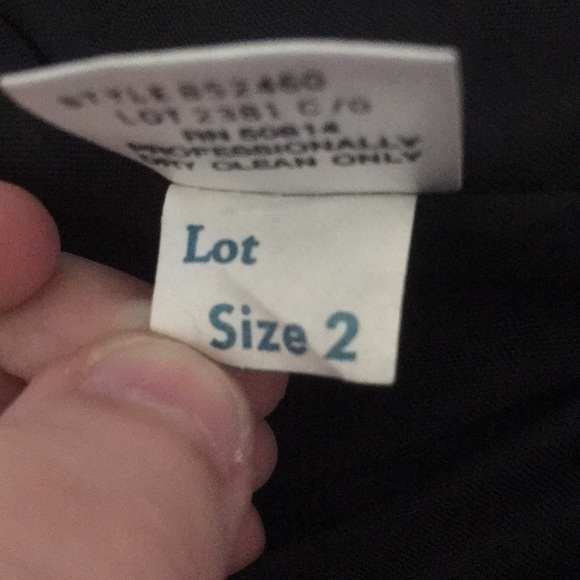 STYLE 852460
LOT 2381 C/O
RN 50814
PROFESSIONALLY
DRY CLEAN ONLY
Lot
Size 2